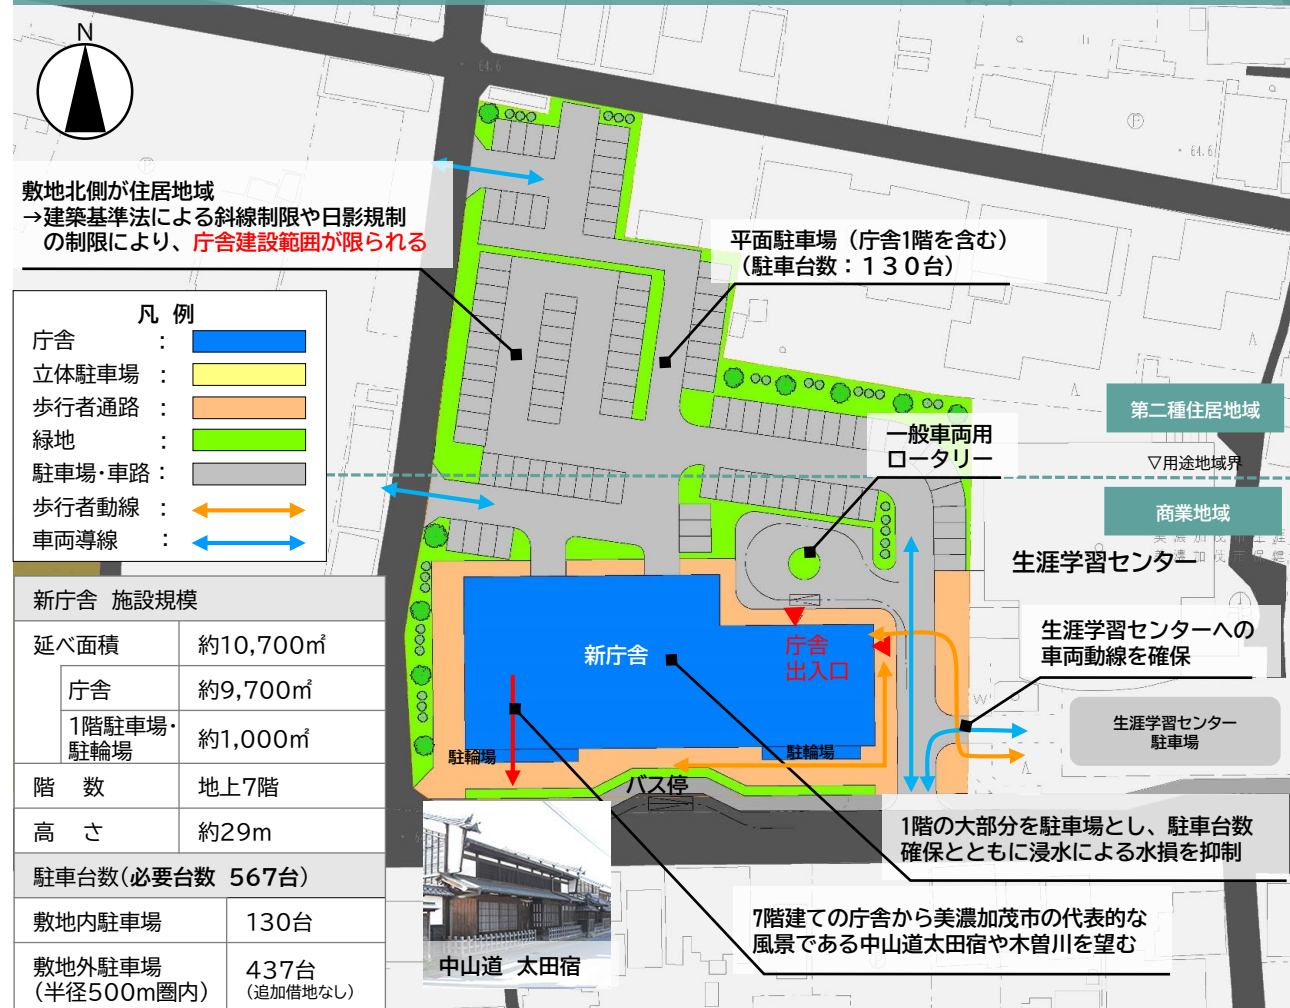 N
64.6
64.6
敷地北側が住居地域
→建築基準法による斜線制限や日影規制
の制限により、庁舎建設範囲が限られる
平面駐車場（庁舎1階を含む）
（駐車台数：１３０台）
凡 例
庁舎 ：
立体駐車場 ：
歩行者通路 ：
緑地 ：
駐車場・車路：
歩行者動線 ：
車両導線 ：
一般車両用
ロータリー
第二種住居地域
▽用途地域界
商業地域
生涯学習センター
生涯学習センターへの
車両動線を確保
生涯学習センター
駐車場
新庁舎
庁舎
出入口
駐輪場
駐輪場
バス停
新庁舎 施設規模
延べ面積 約10,700㎡
庁舎 約9,700㎡
1階駐車場・
駐輪場 約1,000㎡
階 数 地上7階
高 さ 約29m
駐車台数(必要台数 567台)
敷地内駐車場 130台
敷地外駐車場
(半径500m圏内) 437台
(追加借地なし)
中山道 太田宿
1階の大部分を駐車場とし、駐車台数
確保とともに浸水による水損を抑制
7階建ての庁舎から美濃加茂市の代表的な
風景である中山道太田宿や木曽川を望む